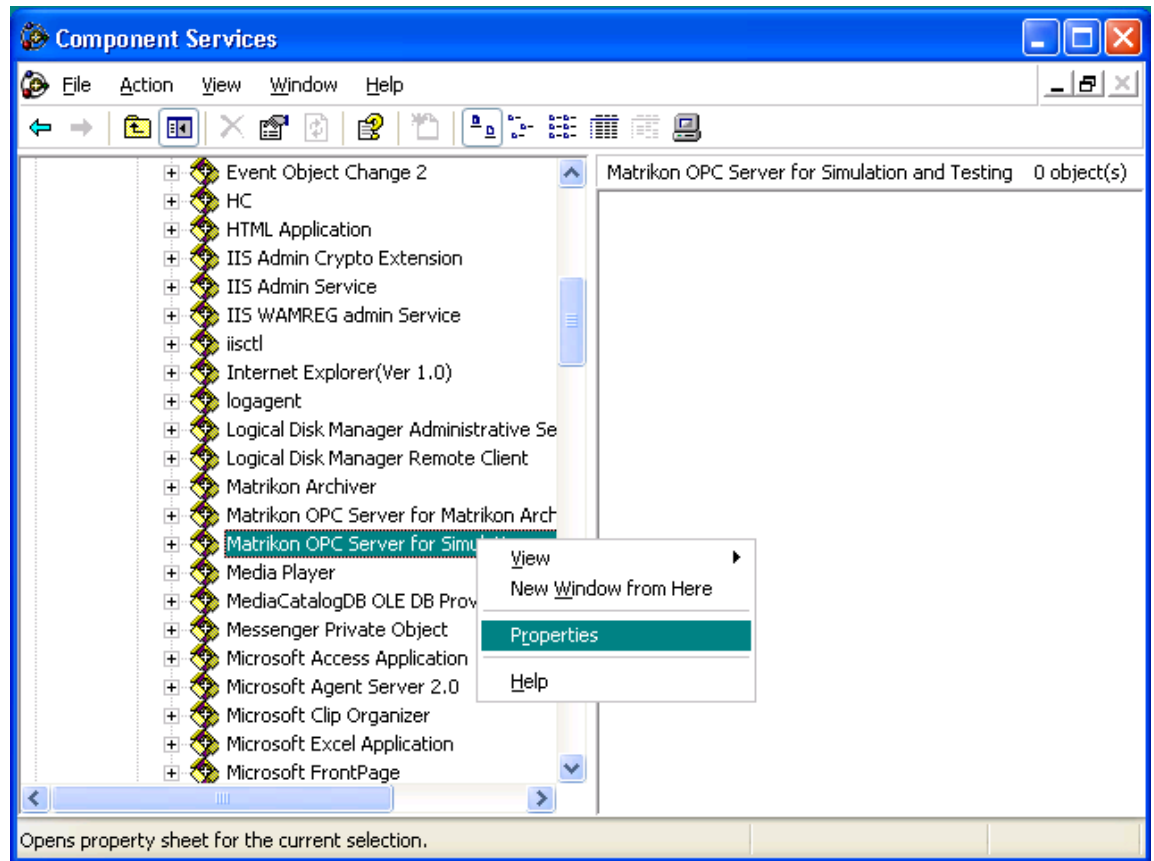 Component Services
File Action View Window Help
Matrikon OPC Server for Simulation and Testing 0 object(s)
Event Object Change 2
HC
HTML Application
IIS Admin Crypto Extension
IIS Admin Service
IIS WAMREG admin Service
iisctl
Internet Explorer(Ver 1.0)
logagent
Logical Disk Manager Administrative Se
Logical Disk Manager Remote Client
Matrikon Archiver
Matrikon OPC Server for Matrikon Arch
Matrikon OPC Server for Simulation
Media Player
MediaCatalogDB OLE DB Prov
Messenger Private Object
Microsoft Access Application
Microsoft Agent Server 2.0
Microsoft Clip Organizer
Microsoft Excel Application
Microsoft FrontPage
View
New Window from Here
Properties
Help
Opens property sheet for the current selection.